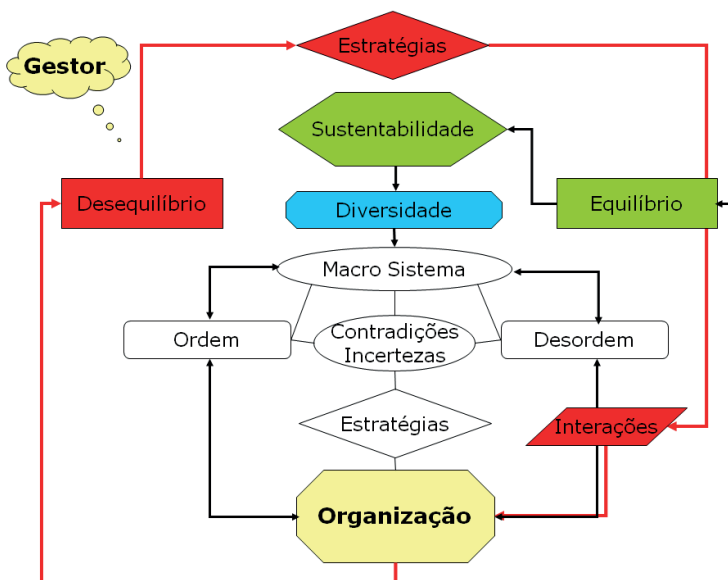 Estratégias
Gestor
Sustentabilidade
Desequilíbrio
Diversidade
Equilíbrio
Macro Sistema
Ordem
Contradições
Incertezas
Desordem
Estratégias
Interações
Organização